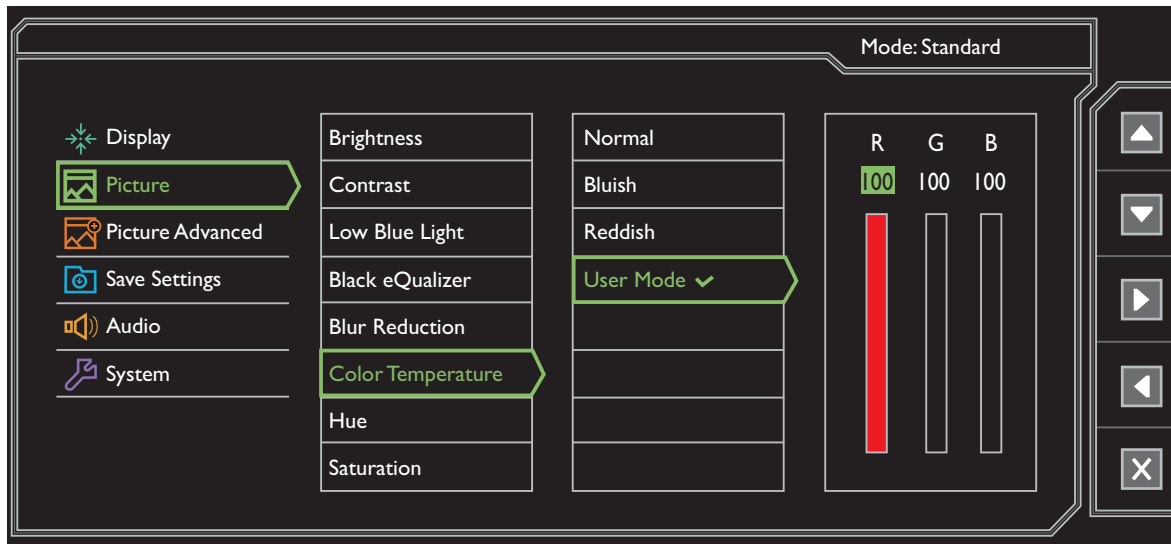 Mode: Standard
Display
Picture
Picture Advanced
Save Settings
Audio
System
Brightness
Contrast
Low Blue Light
Black eQualizer
Blur Reduction
Color Temperature
Hue
Saturation
Normal
Bluish
Reddish
User Mode
R G B
100 100 100